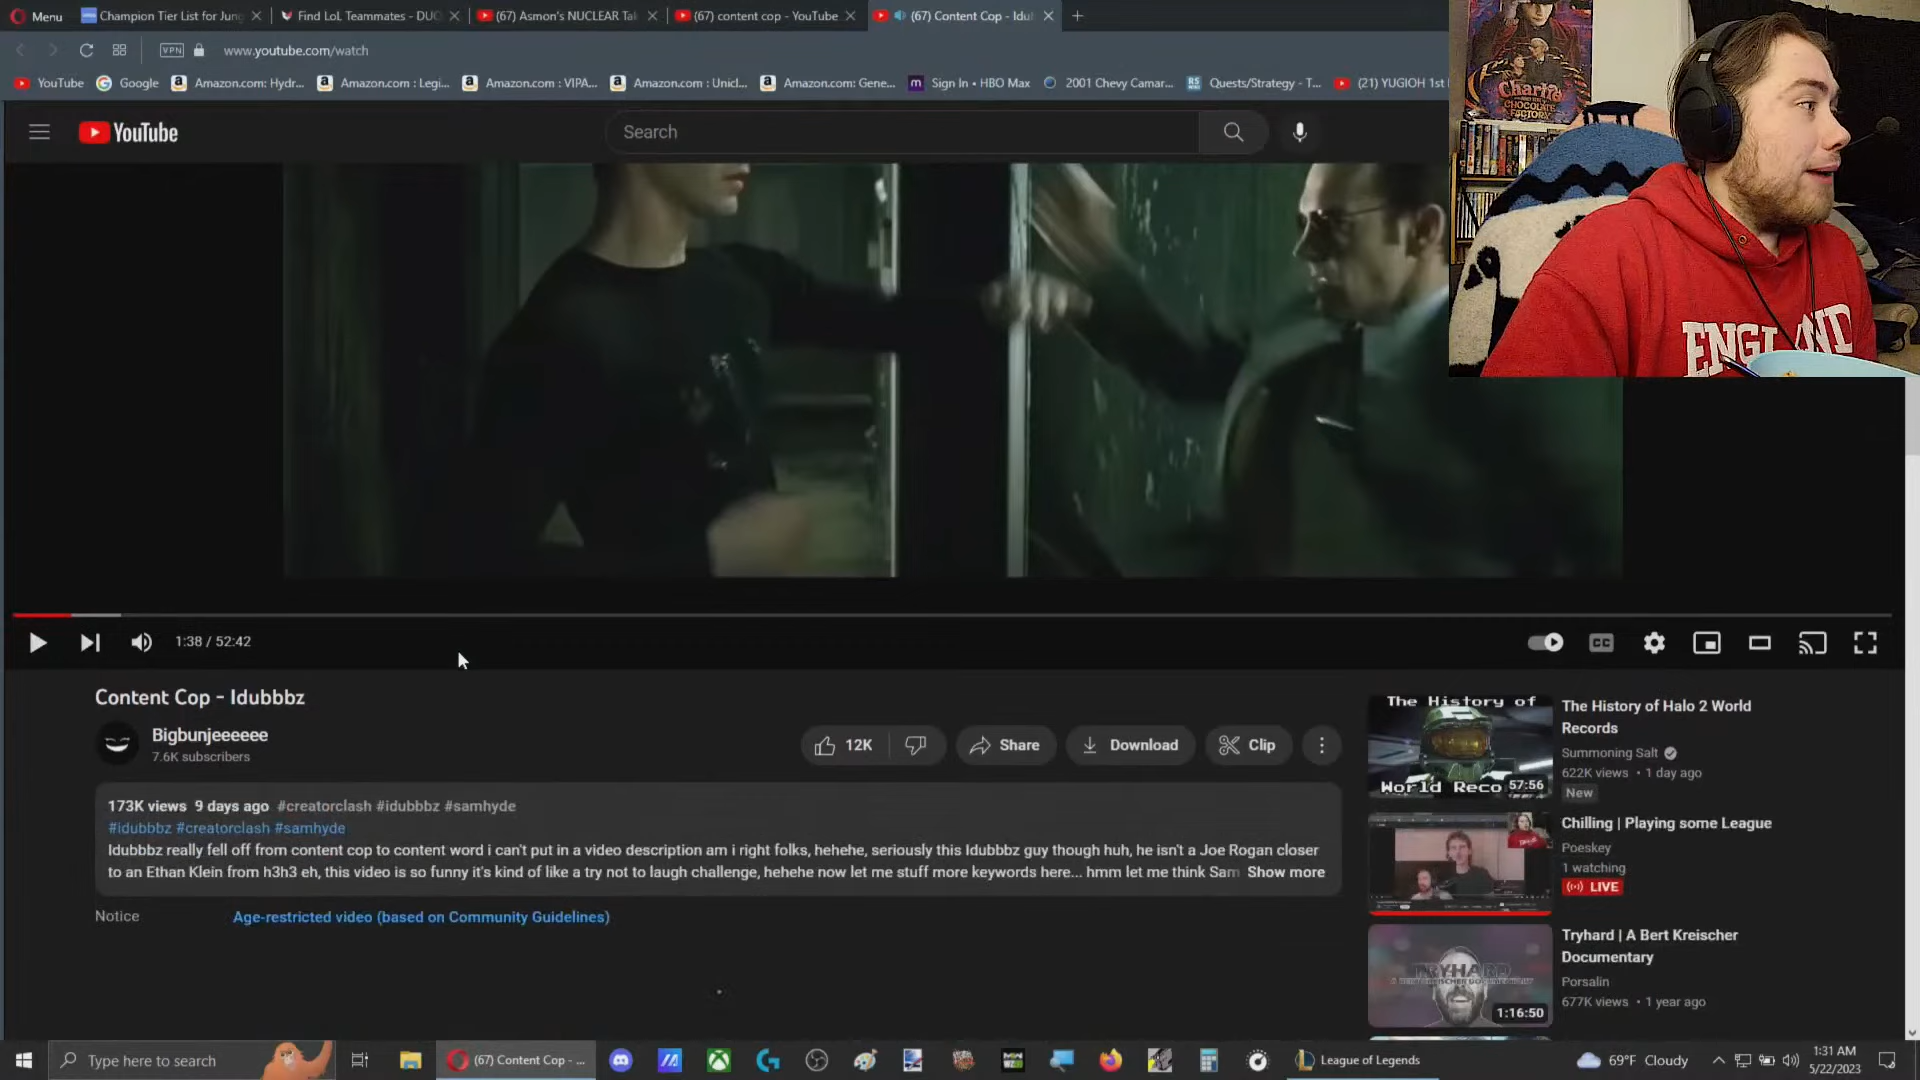 Menu
Champion Tier List for Jung
Find LoL Teammates - DUO
(67) Asmon's NUCLEAR Tak
(67) content cop - YouTube
(67) Content Cop - Idub
VPN
www.youtube.com/watch
YouTube
Google
Amazon.com: Hydr...
Amazon.com : Legi...
Amazon.com : VIPA...
Amazon.com : Unicl...
Amazon.com: Gene...
Sign In • HBO Max
2001 Chevy Camar...
Quests/Strategy - T...
(21) YUGIOH 1st
Charlie
CHOCOLATE
FACTORY
YouTube
Search
ENGLAND
1:38 / 52:42
CC
Content Cop - Idubbbz
Bigbunjeeeeee
7.6K subscribers
12K
Share
Download
Clip
173K views 9 days ago #creatorclash #idubbbz #samhyde
#idubbbz #creatorclash #samhyde
Idubbbz really fell off from content cop to content word i can't put in a video description am i right folks, hehehe, seriously this Idubbbz guy though huh, he isn't a Joe Rogan closer
to an Ethan Klein from h3h3 eh, this video is so funny it's kind of like a try not to laugh challenge, hehehe now let me stuff more keywords here... hmm let me think Sam Show more
Notice
Age-restricted video (based on Community Guidelines)
The History of
World Reco
57:56
The History of Halo 2 World
Records
Summoning Salt
622K views • 1 day ago
New
Chilling | Playing some League
Poeskey
1 watching
LIVE
TRYHARD
1:16:50
Tryhard | A Bert Kreischer
Documentary
Porsalin
677K views • 1 year ago
Type here to search
(67) Content Cop - ...
League of Legends
69°F Cloudy
1:31 AM
5/22/2023